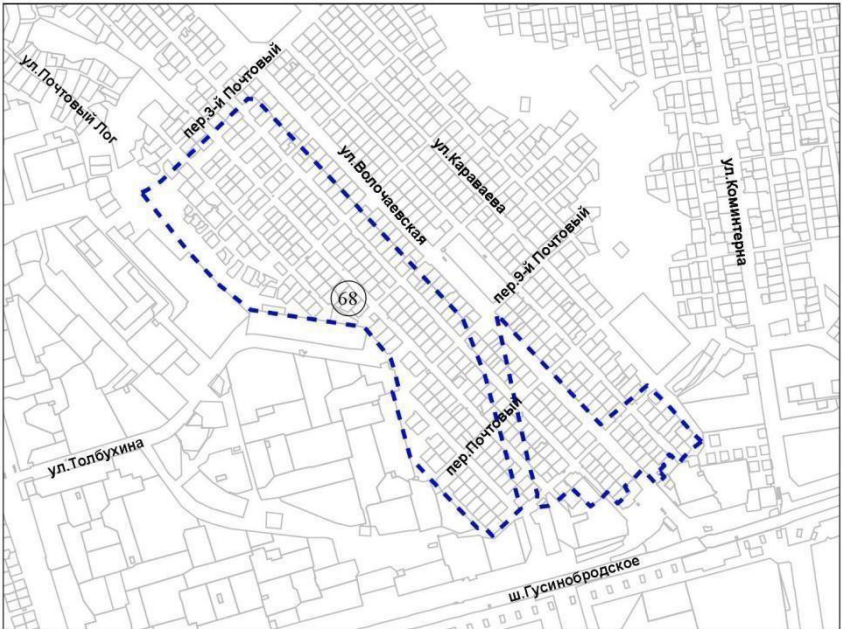 ул.Почтовый Лог
пер.3-й Почтовый
ул.Волочаевская
ул.Караваева
ул.Коминтерна
пер.9-й Почтовый
68
пер.Почтовый
ул.Толбухина
ш.Гусинобродское